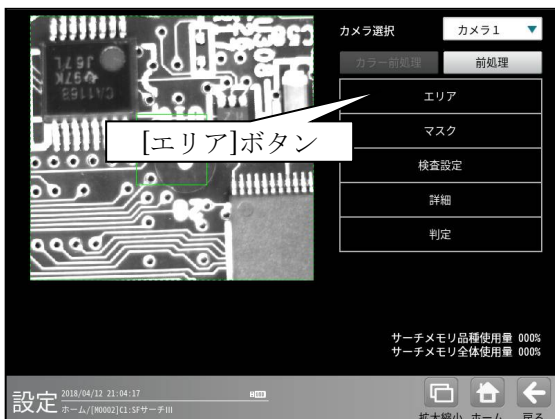 カメラ選択
カメラ1
カラー前処理
前処理
エリア
[エリア]ボタン
マスク
検査設定
詳細
判定
サーチメモリ品種使用量 000%
サーチメモリ全体使用量 000%
設定
2018/04/12 21:04:17
ホーム/[M0002]C1:SFサーチIII
拡大縮小
ホーム
戻る